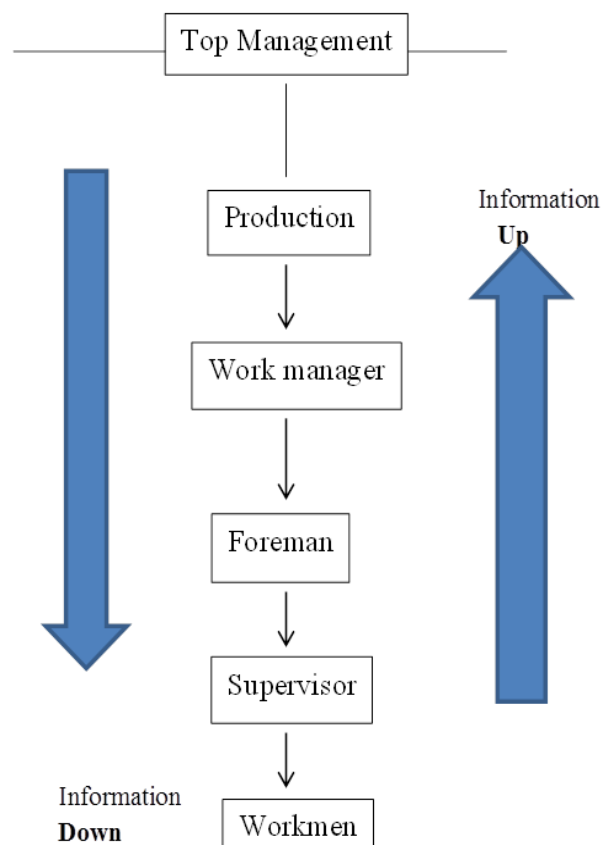 Top Management
Production
Information
Up
Work manager
Foreman
Supervisor
Information
Down
Workmen